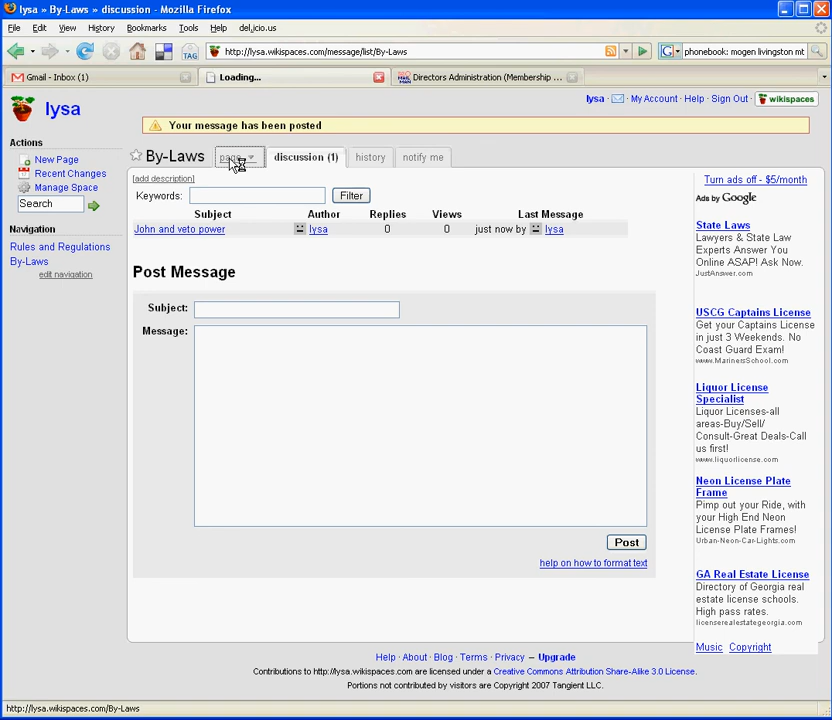 lysa » By-Laws » discussion - Mozilla Firefox
File Edit View History Bookmarks Tools Help del.icio.us
TAG http://lysa.wikispaces.com/message/list/By-Laws G phonebook: mogen livingston mt
Gmail - Inbox (1) Loading... MAIL MAN Directors Administration (Membership ...
lysa My Account · Help · Sign Out · wikispaces
lysa
Your message has been posted
Actions
New Page
Recent Changes
Manage Space
Search
Navigation
Rules and Regulations
By-Laws
edit navigation
By-Laws page discussion (1) history notify me
[add description]
Keywords: Filter
Subject Author Replies Views Last Message
John and veto power lysa 0 0 just now by lysa
Post Message
Subject:
Message:
Post
help on how to format text
Turn ads off - $5/month
Ads by Google
State Laws
Lawyers & State Law
Experts Answer You
Online ASAP! Ask Now.
JustAnswer.com
USCG Captains License
Get your Captains License
in just 3 Weekends. No
Coast Guard Exam!
www.MarinersSchool.com
Liquor License
Specialist
Liquor Licenses-all
areas-Buy/Sell/
Consult-Great Deals-Call
us first!
www.liquorlicense.com
Neon License Plate
Frame
Pimp out your Ride, with
your High End Neon
License Plate Frames!
Urban-Neon-Car-Lights.com
GA Real Estate License
Directory of Georgia real
estate license schools.
High pass rates.
licenserealestategeorgia.com
Music Copyright
Help · About · Blog · Terms · Privacy – Upgrade
Contributions to http://lysa.wikispaces.com are licensed under a Creative Commons Attribution Share-Alike 3.0 License.
Portions not contributed by visitors are Copyright 2007 Tangient LLC.
http://lysa.wikispaces.com/By-Laws